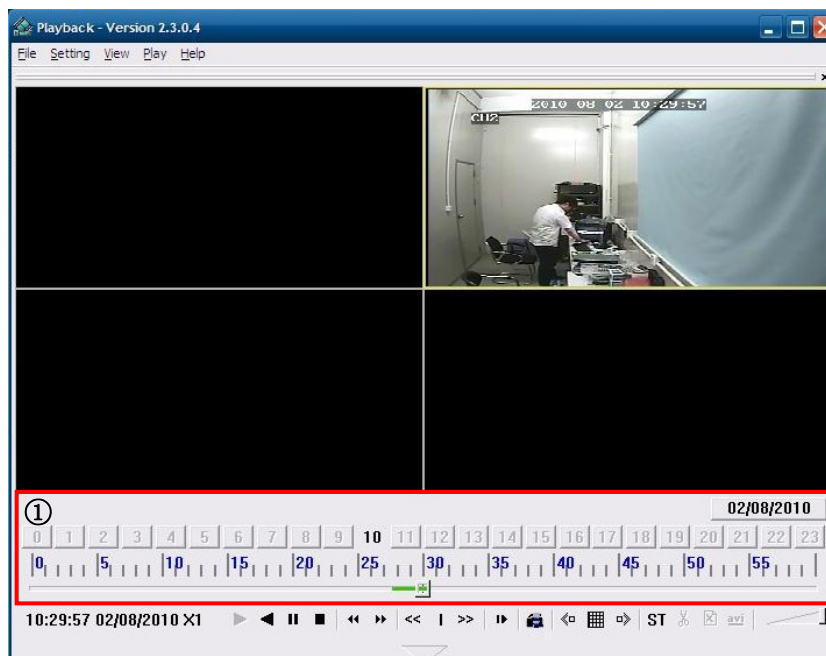 Playback - Version 2.3.0.4
File Setting View Play Help
2010 08 02 10:29:57
CH2
①
02/08/2010
0 1 2 3 4 5 6 7 8 9 10 11 12 13 14 15 16 17 18 19 20 21 22 23
0 5 10 15 20 25 30 35 40 45 50 55
10:29:57 02/08/2010 X1 ST avi